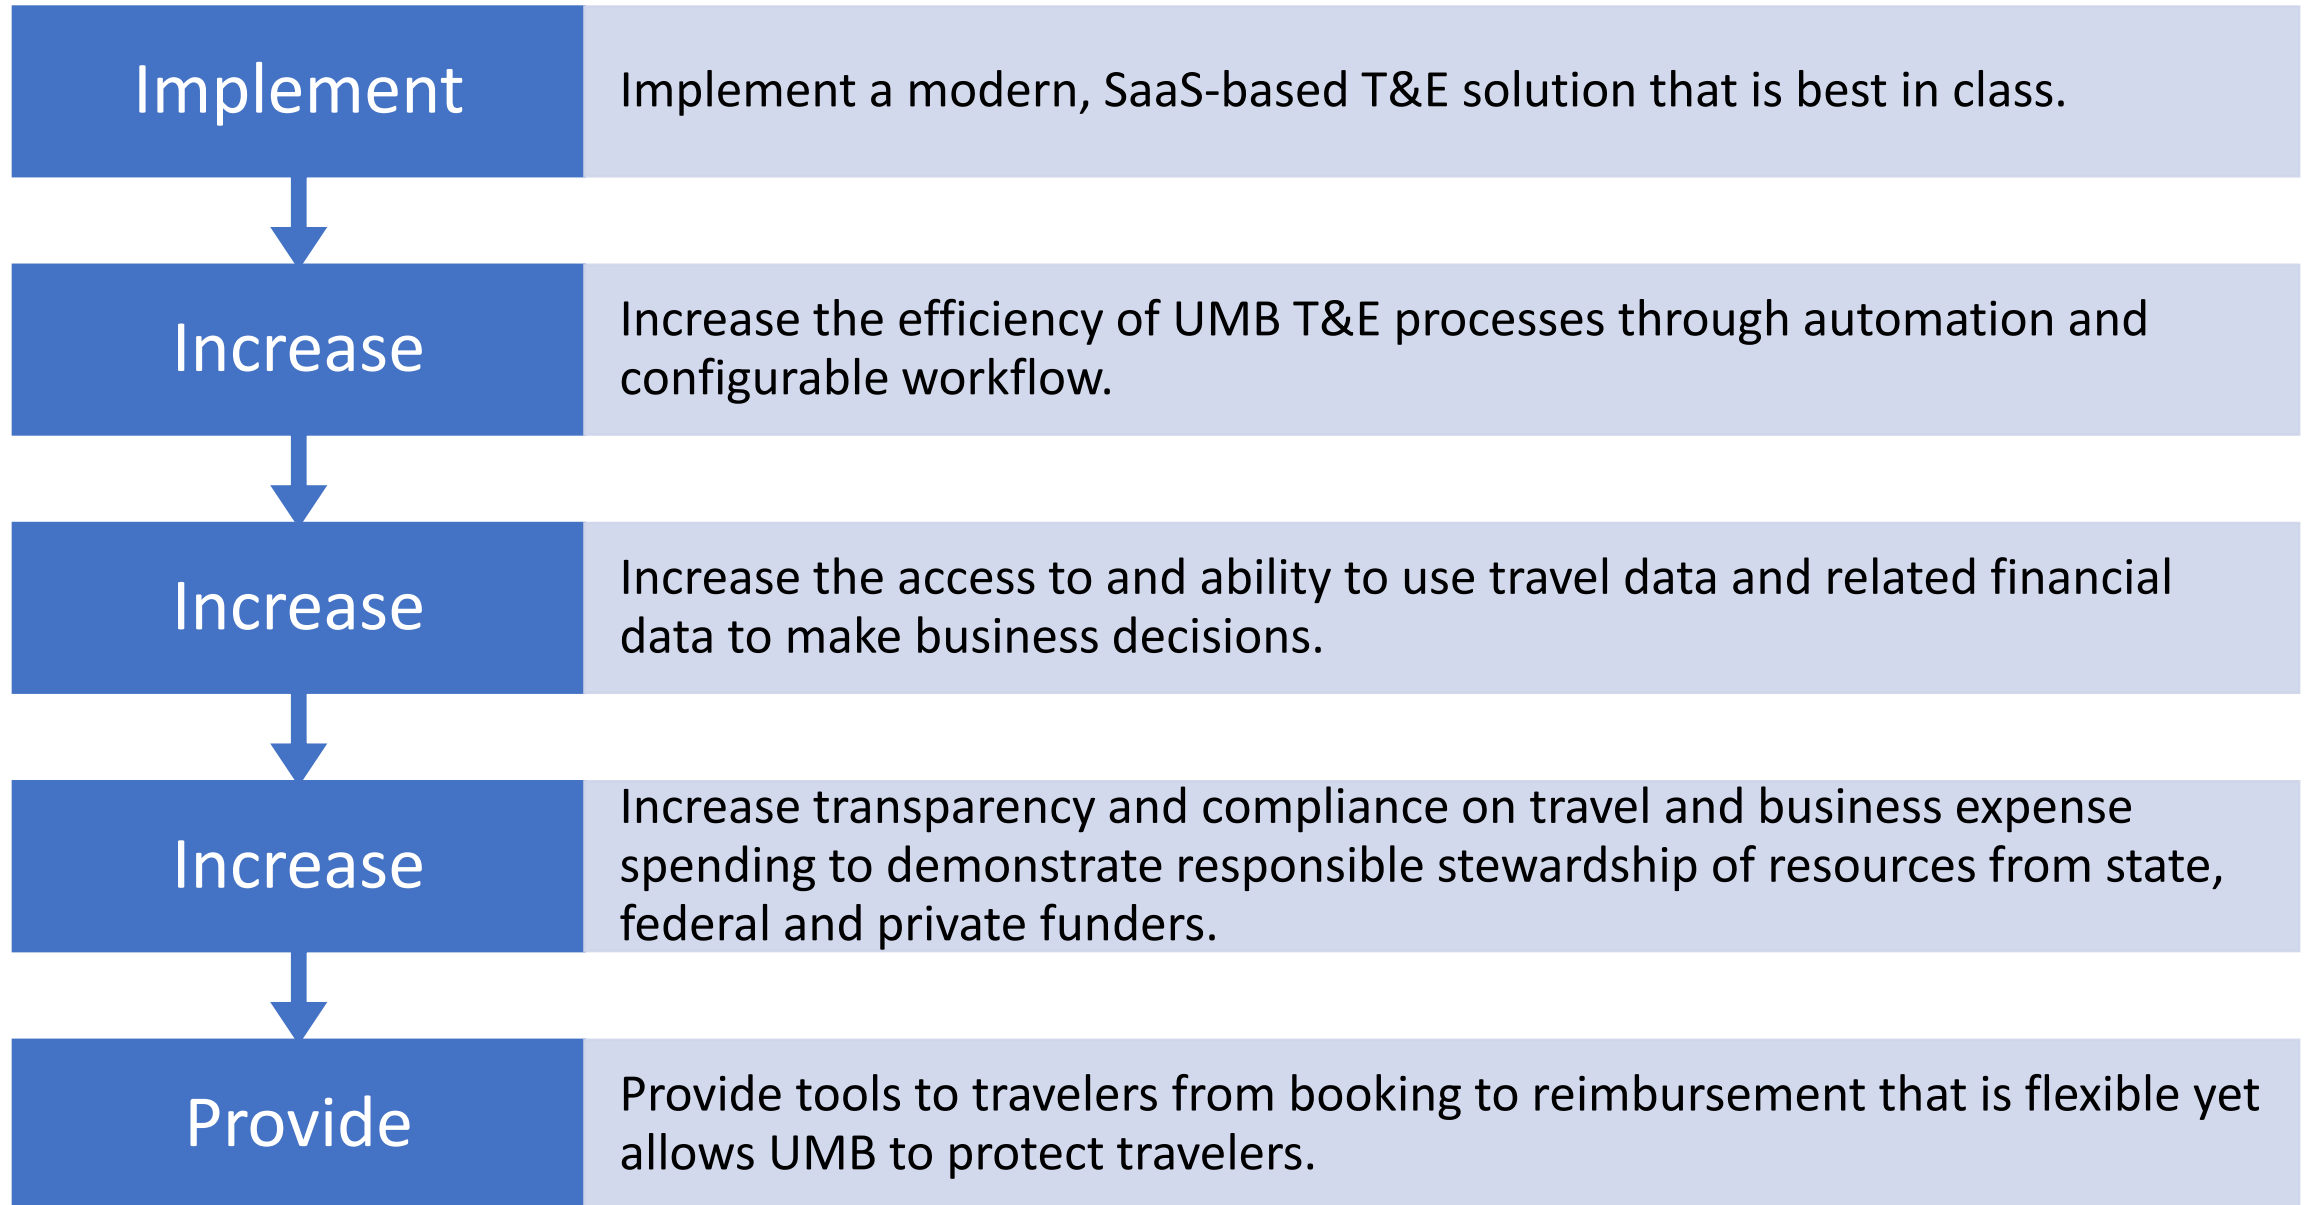 Implement
Implement a modern, SaaS-based T&E solution that is best in class.
Increase
Increase the efficiency of UMB T&E processes through automation and
configurable workflow.
Increase
Increase the access to and ability to use travel data and related financial
data to make business decisions.
Increase
Increase transparency and compliance on travel and business expense
spending to demonstrate responsible stewardship of resources from state,
federal and private funders.
Provide
Provide tools to travelers from booking to reimbursement that is flexible yet
allows UMB to protect travelers.